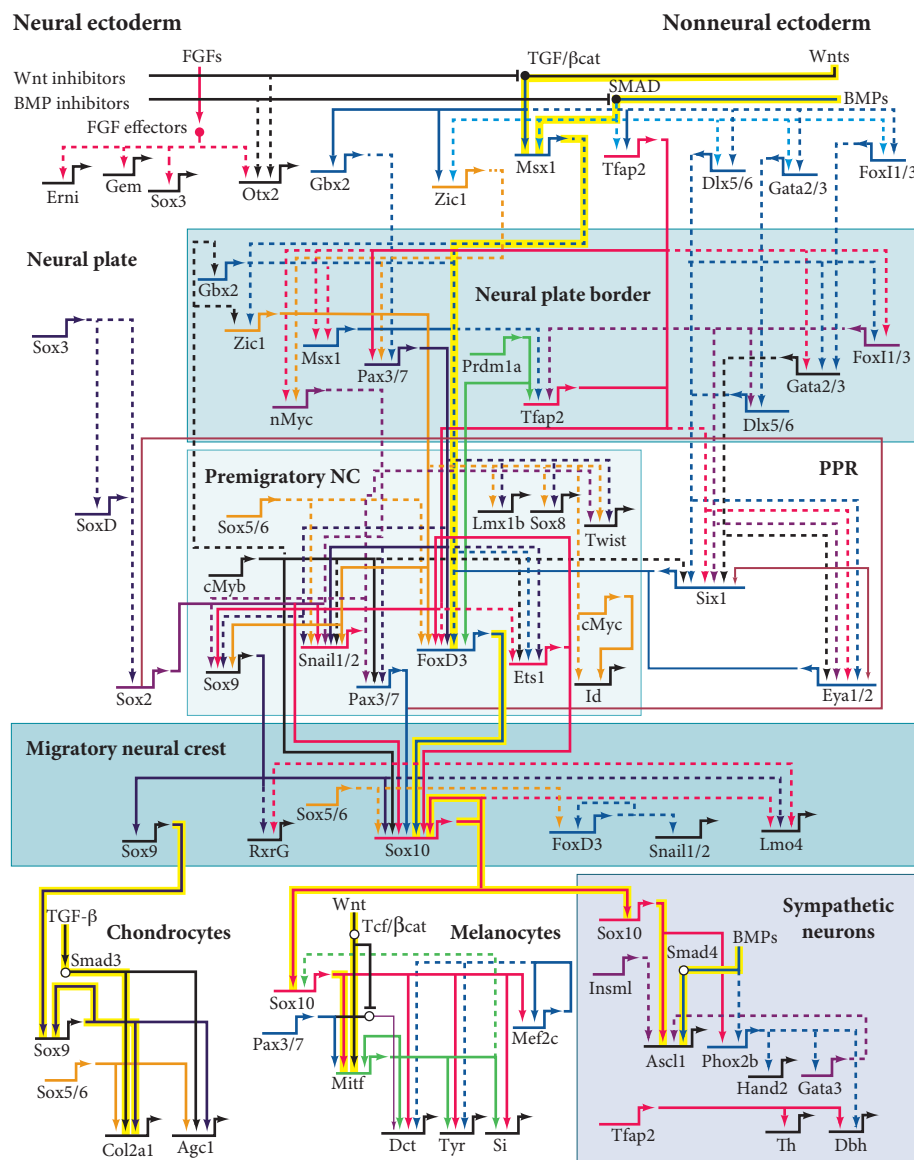 Neural ectoderm
Nonneural ectoderm
FGFs
TGF/βcat
Wnts
Wnt inhibitors
SMAD
BMP inhibitors
BMPs
FGF effectors
Erni
Gem
Sox3
Otx2
Gbx2
Zic1
Msx1
Tfap2
Dlx5/6
Gata2/3
FoxI1/3
Neural plate
Neural plate border
Gbx2
Sox3
Zic1
Msx1
Pax3/7
Prdm1a
FoxI1/3
Gata2/3
nMyc
Tfap2
Dlx5/6
Premigratory NC
PPR
Sox5/6
SoxD
Lmx1b
Sox8
Twist
cMyb
Six1
cMyc
Snail1/2
FoxD3
Sox9
Ets1
Sox2
Pax3/7
Id
Eya1/2
Migratory neural crest
Sox5/6
Sox9
RxrG
Sox10
FoxD3
Snail1/2
Lmo4
TGF-β
Chondrocytes
Wnt
Tcf/βcat
Melanocytes
Sympathetic
neurons
Sox10
Smad3
Smad4
BMPs
Sox10
Insml
Sox9
Pax3/7
Mef2c
Ascl1
Phox2b
Sox5/6
Mitf
Hand2
Gata3
Tfap2
Col2a1
Agc1
Dct
Tyr
Si
Th
Dbh